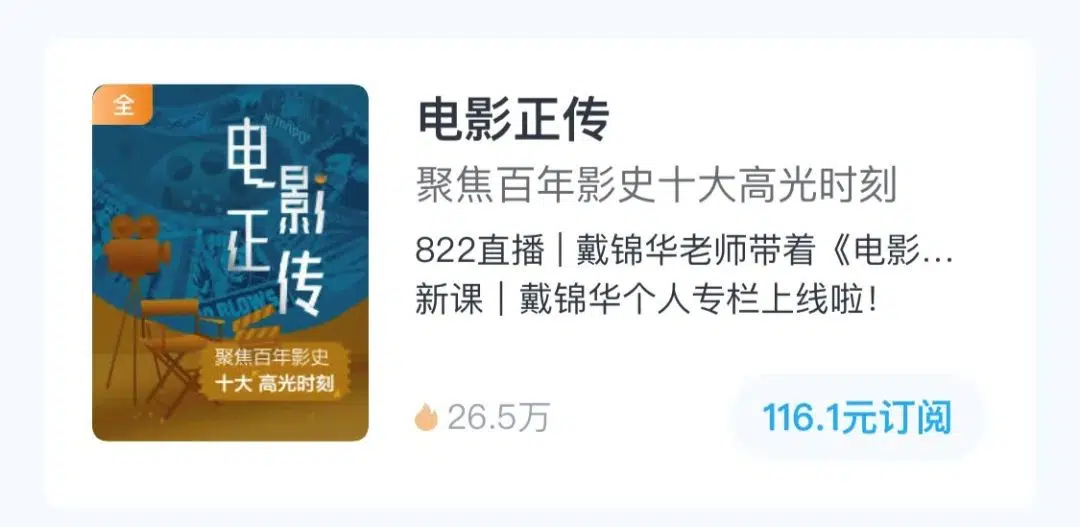 全
电影
正传
聚焦百年影史
十大 高光时刻
电影正传
聚焦百年影史十大高光时刻
822直播 | 戴锦华老师带着《电影...
新课 | 戴锦华个人专栏上线啦！
26.5万
116.1元订阅